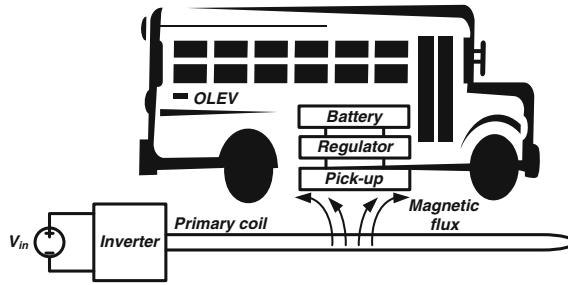 OLEV
Battery
Regulator
Pick-up
Primary coil
Magnetic
flux
Vin
+
-
Inverter